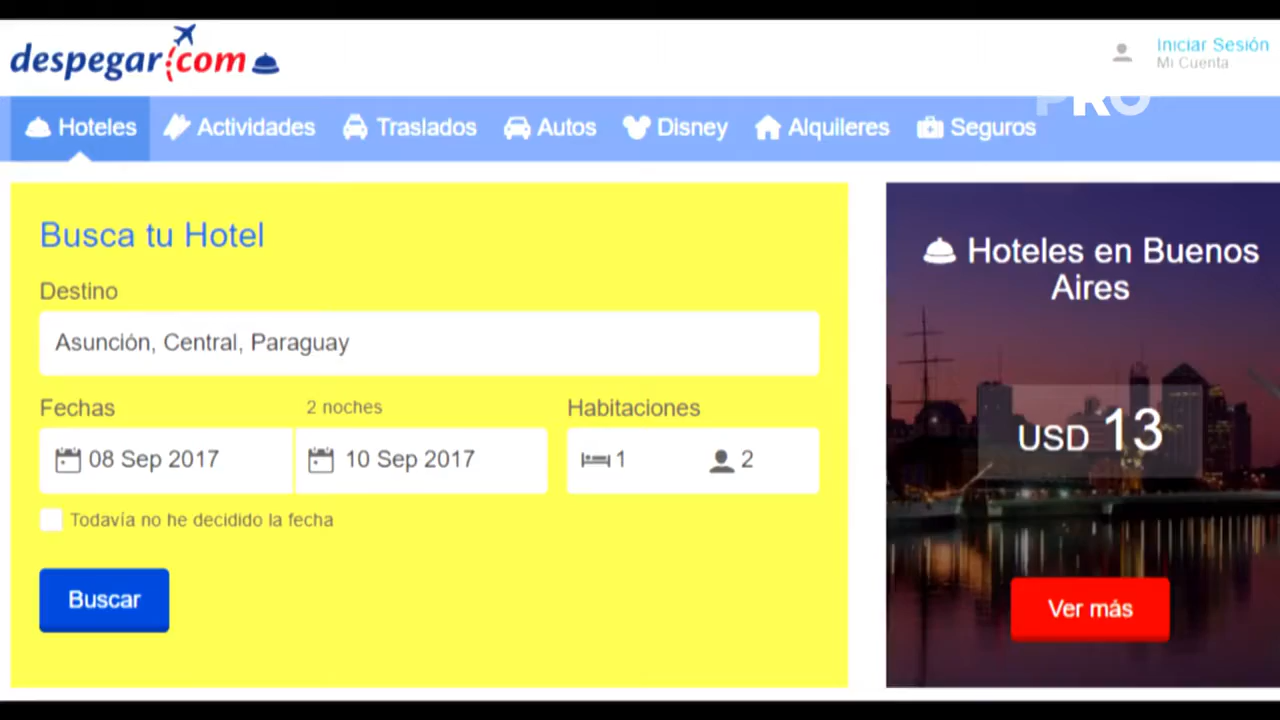 despegar.com
Iniciar Sesión
Mi Cuenta
PRO
Hoteles
Actividades
Traslados
Autos
Disney
Alquileres
Seguros
Busca tu Hotel
Destino
Asunción, Central, Paraguay
Fechas
2 noches
Habitaciones
08 Sep 2017
10 Sep 2017
1
2
Todavía no he decidido la fecha
Buscar
Hoteles en Buenos
Aires
USD 13
Ver más